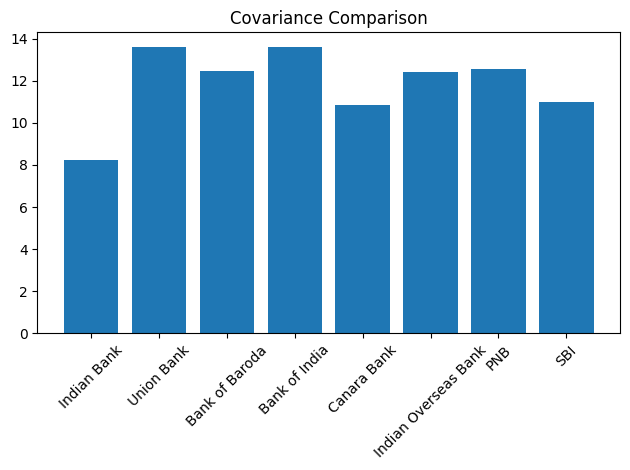 Covariance Comparison
14
12
10
8
6
4
2
0
Indian Bank
Union Bank
Bank of Baroda
Bank of India
Canara Bank
Indian Overseas Bank
PNB
SBI